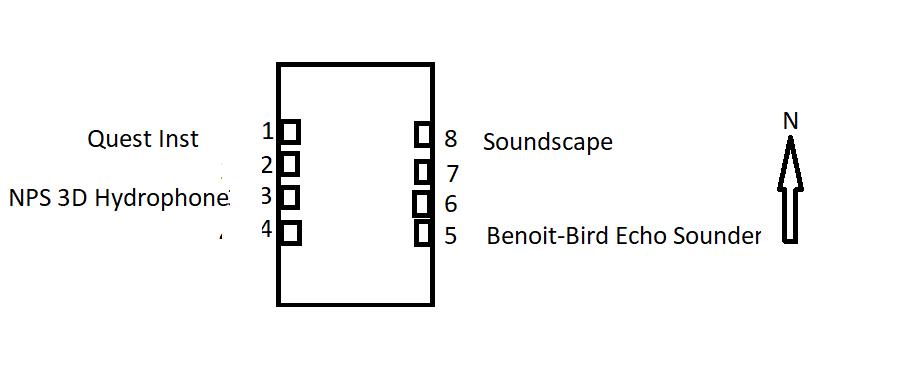 N
Quest Inst 1 8 Soundscape
2 7
NPS 3D Hydrophone 3 6
4 5 Benoit-Bird Echo Sounder